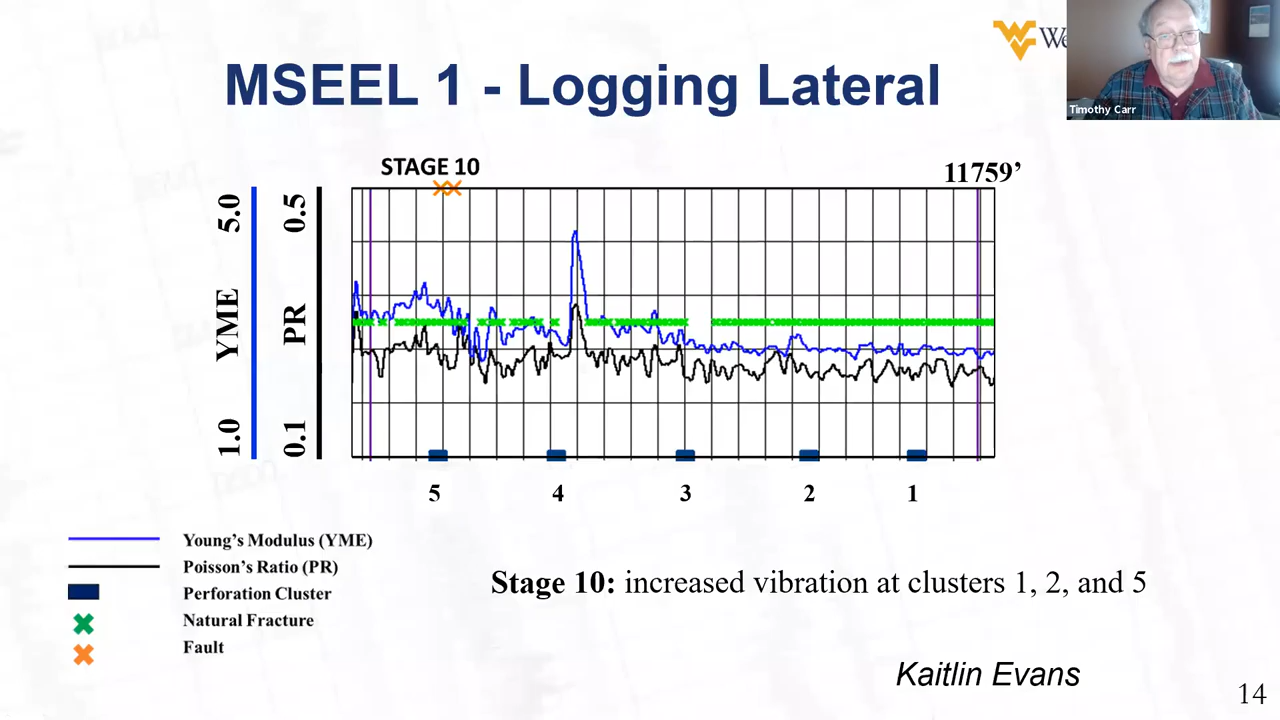 We
Timothy Carr
MSEEL 1 - Logging Lateral
STAGE 10
11759’
5.0
0.5
YME
PR
1.0
0.1
5 4 3 2 1
Young’s Modulus (YME)
Poisson’s Ratio (PR)
Perforation Cluster
Natural Fracture
Fault
Stage 10: increased vibration at clusters 1, 2, and 5
Kaitlin Evans
14